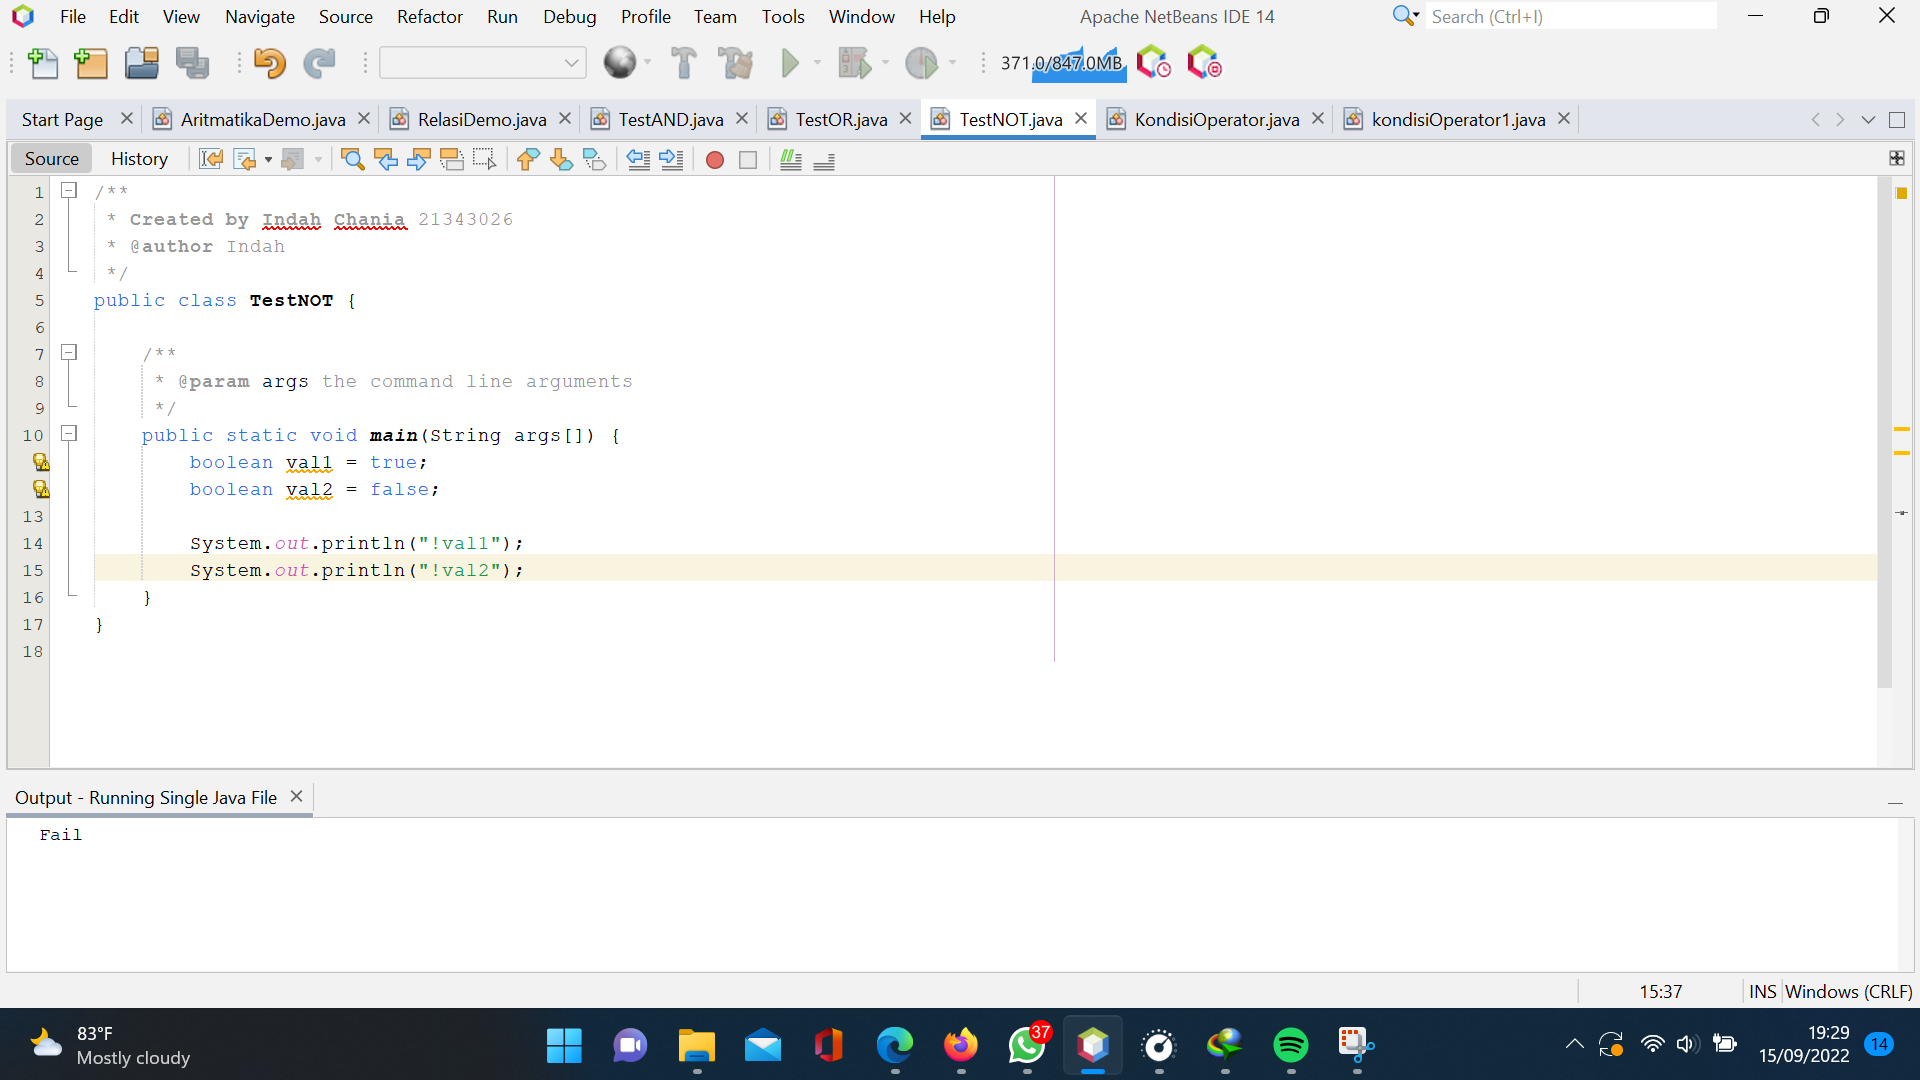 File Edit View Navigate Source Refactor Run Debug Profile Team Tools Window Help Apache NetBeans IDE 14 Search (Ctrl+I)
371.0/847.0MB
Start Page AritmatikaDemo.java RelasiDemo.java TestAND.java TestOR.java TestNOT.java KondisiOperator.java kondisiOperator1.java
Source History
1 /**
2 * Created by Indah Chania 21343026
3 * @author Indah
4 */
5 public class TestNOT {
6
7 /**
8 * @param args the command line arguments
9 */
10 public static void main(String args[]) {
boolean val1 = true;
boolean val2 = false;
13
14 System.out.println("!val1");
15 System.out.println("!val2");
16 }
17 }
18
Output - Running Single Java File
Fail
15:37 INS Windows (CRLF)
83°F
Mostly cloudy
37
19:29
15/09/2022
14